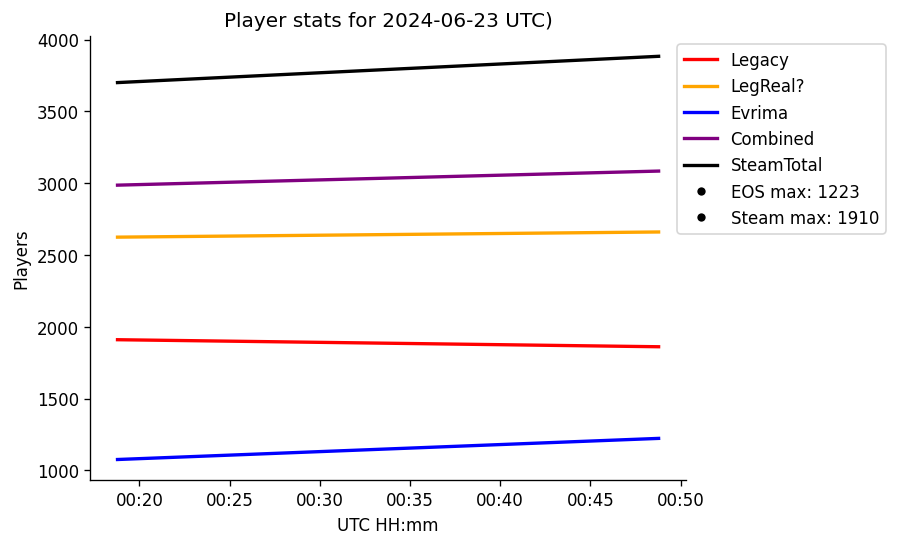 Player stats for 2024-06-23 UTC)
4000
3500
3000
2500
2000
1500
1000
Players
00:20 00:25 00:30 00:35 00:40 00:45 00:50
UTC HH:mm
Legacy
LegReal?
Evrima
Combined
SteamTotal
EOS max: 1223
Steam max: 1910